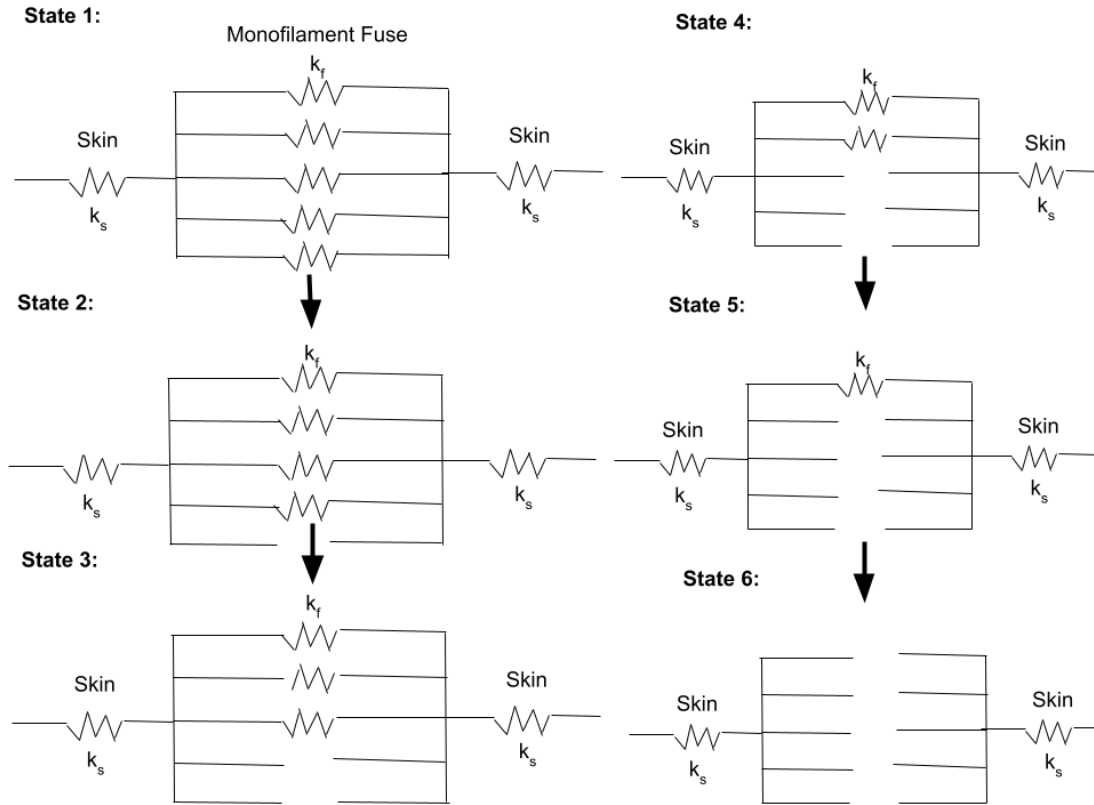 State 1:
Monofilament Fuse
k_f
Skin
Skin
k_s
k_s
State 2:
k_f
Skin
Skin
k_s
k_s
State 3:
k_f
Skin
Skin
k_s
k_s
State 4:
k_f
Skin
Skin
k_s
k_s
State 5:
k_f
Skin
Skin
k_s
k_s
State 6:
Skin
Skin
k_s
k_s